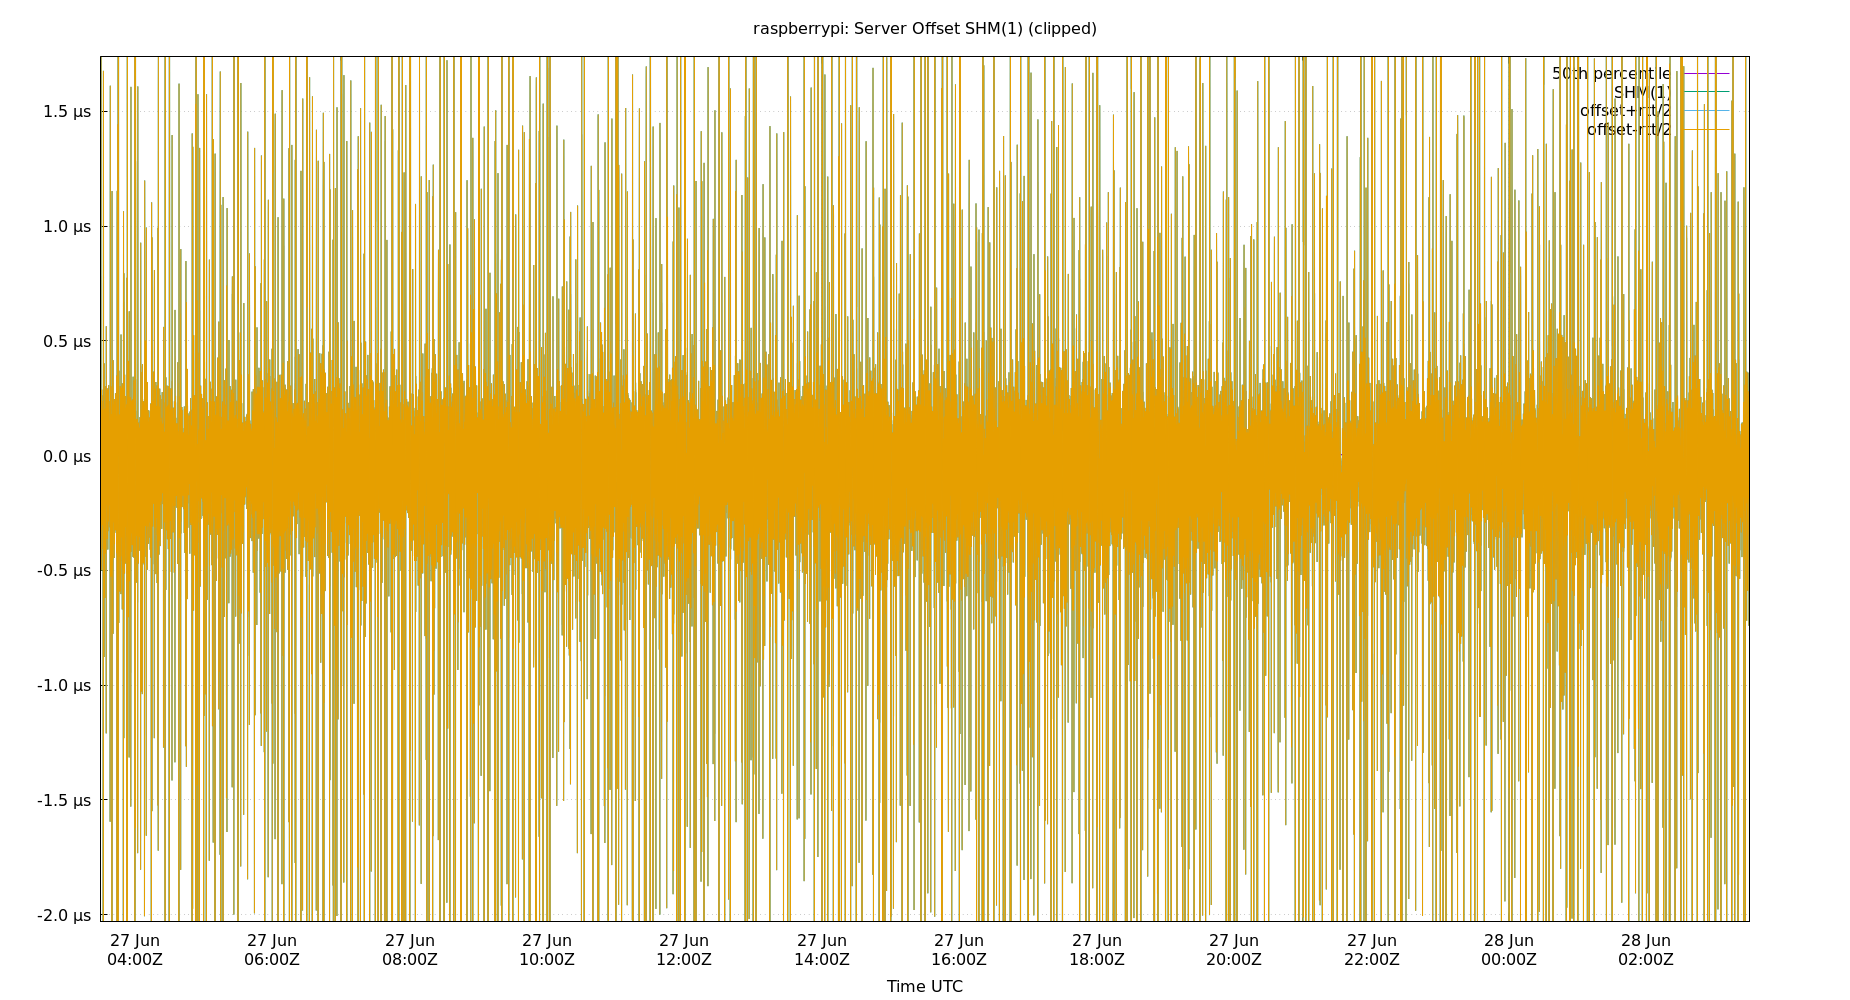 raspberrypi: Server Offset SHM(1) (clipped)
50th percentile
SHM(1)
offset+rtt/2
offset-rtt/2
1.5 µs
1.0 µs
0.5 µs
0.0 µs
-0.5 µs
-1.0 µs
-1.5 µs
-2.0 µs
27 Jun 27 Jun 27 Jun 27 Jun 27 Jun 27 Jun 27 Jun 27 Jun 27 Jun 27 Jun 28 Jun 28 Jun
04:00Z 06:00Z 08:00Z 10:00Z 12:00Z 14:00Z 16:00Z 18:00Z 20:00Z 22:00Z 00:00Z 02:00Z
Time UTC